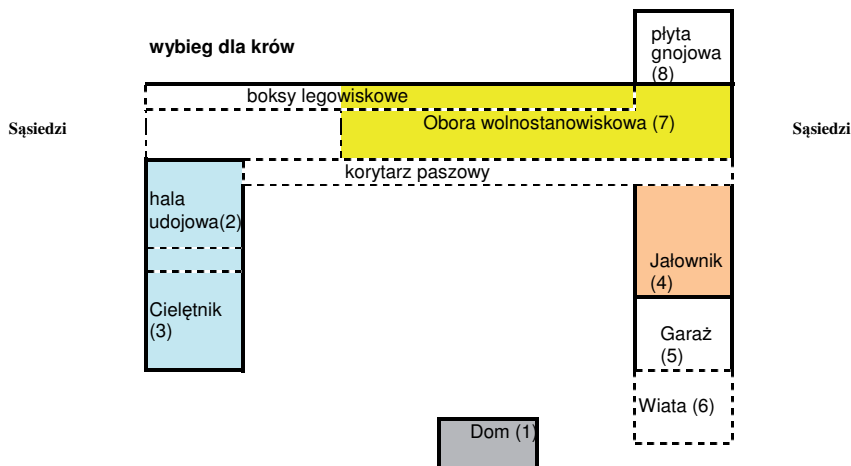 wybieg dla krów
płyta
gnojowa
(8)
boksy legowiskowe
Sąsiedzi
Obora wolnostanowiskowa (7)
Sąsiedzi
korytarz paszowy
hala
udojowa(2)
Jałownik
(4)
Cielętnik
(3)
Garaż
(5)
Wiata (6)
Dom (1)